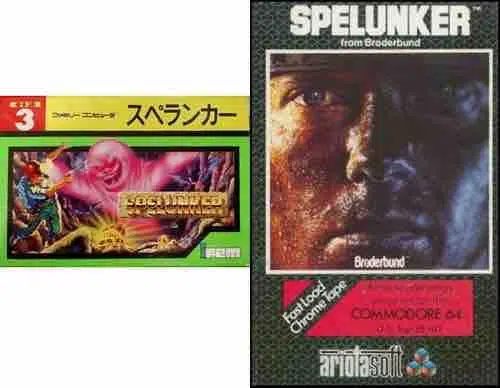 3
ファミリー コンピュータ
スペランカー
SPELUNKER
irem
SPELUNKER
from Broderbund
Brøderbund
Fast-Load
Chrome Tape
COMMODORE 64
ariolasoft